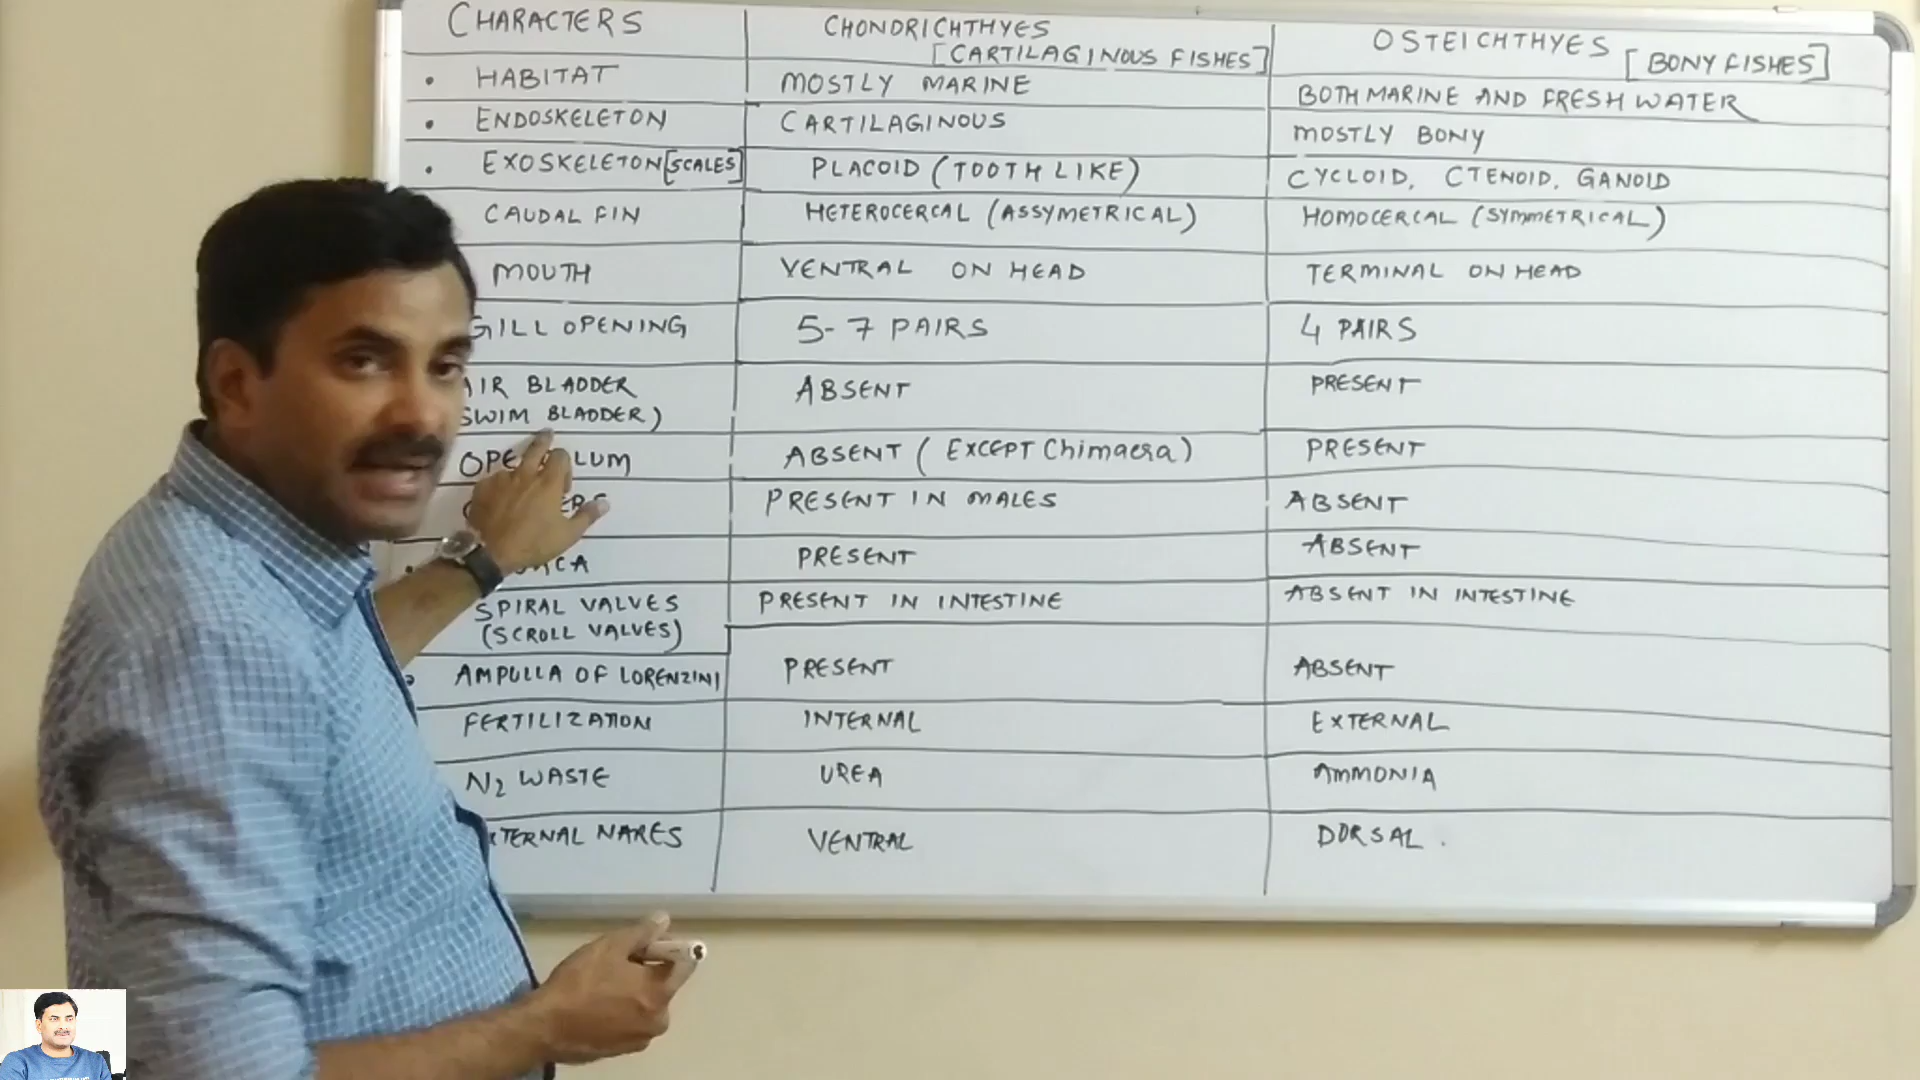 CHARACTERS CHONDRICHTHYES [CARTILAGINOUS FISHES] OSTEICHTHYES [BONY FISHES]
• HABITAT MOSTLY MARINE BOTH MARINE AND FRESH WATER
• ENDOSKELETON CARTILAGINOUS MOSTLY BONY
• EXOSKELETON [SCALES] PLACOID (TOOTH LIKE) CYCLOID, CTENOID, GANOID
CAUDAL FIN HETEROCERCAL (ASSYMETRICAL) HOMOCERCAL (SYMMETRICAL)
MOUTH VENTRAL ON HEAD TERMINAL ON HEAD
GILL OPENING 5-7 PAIRS 4 PAIRS
AIR BLADDER ABSENT PRESENT
SWIM BLADDER)
ABSENT (EXCEPT Chimaera) PRESENT
PRESENT IN MALES ABSENT
PRESENT ABSENT
SPIRAL VALVES PRESENT IN INTESTINE ABSENT IN INTESTINE
(SCROLL VALVES)
AMPULLA OF LORENZINI PRESENT ABSENT
FERTILIZATION INTERNAL EXTERNAL
N2 WASTE UREA AMMONIA
NARES VENTRAL DORSAL.